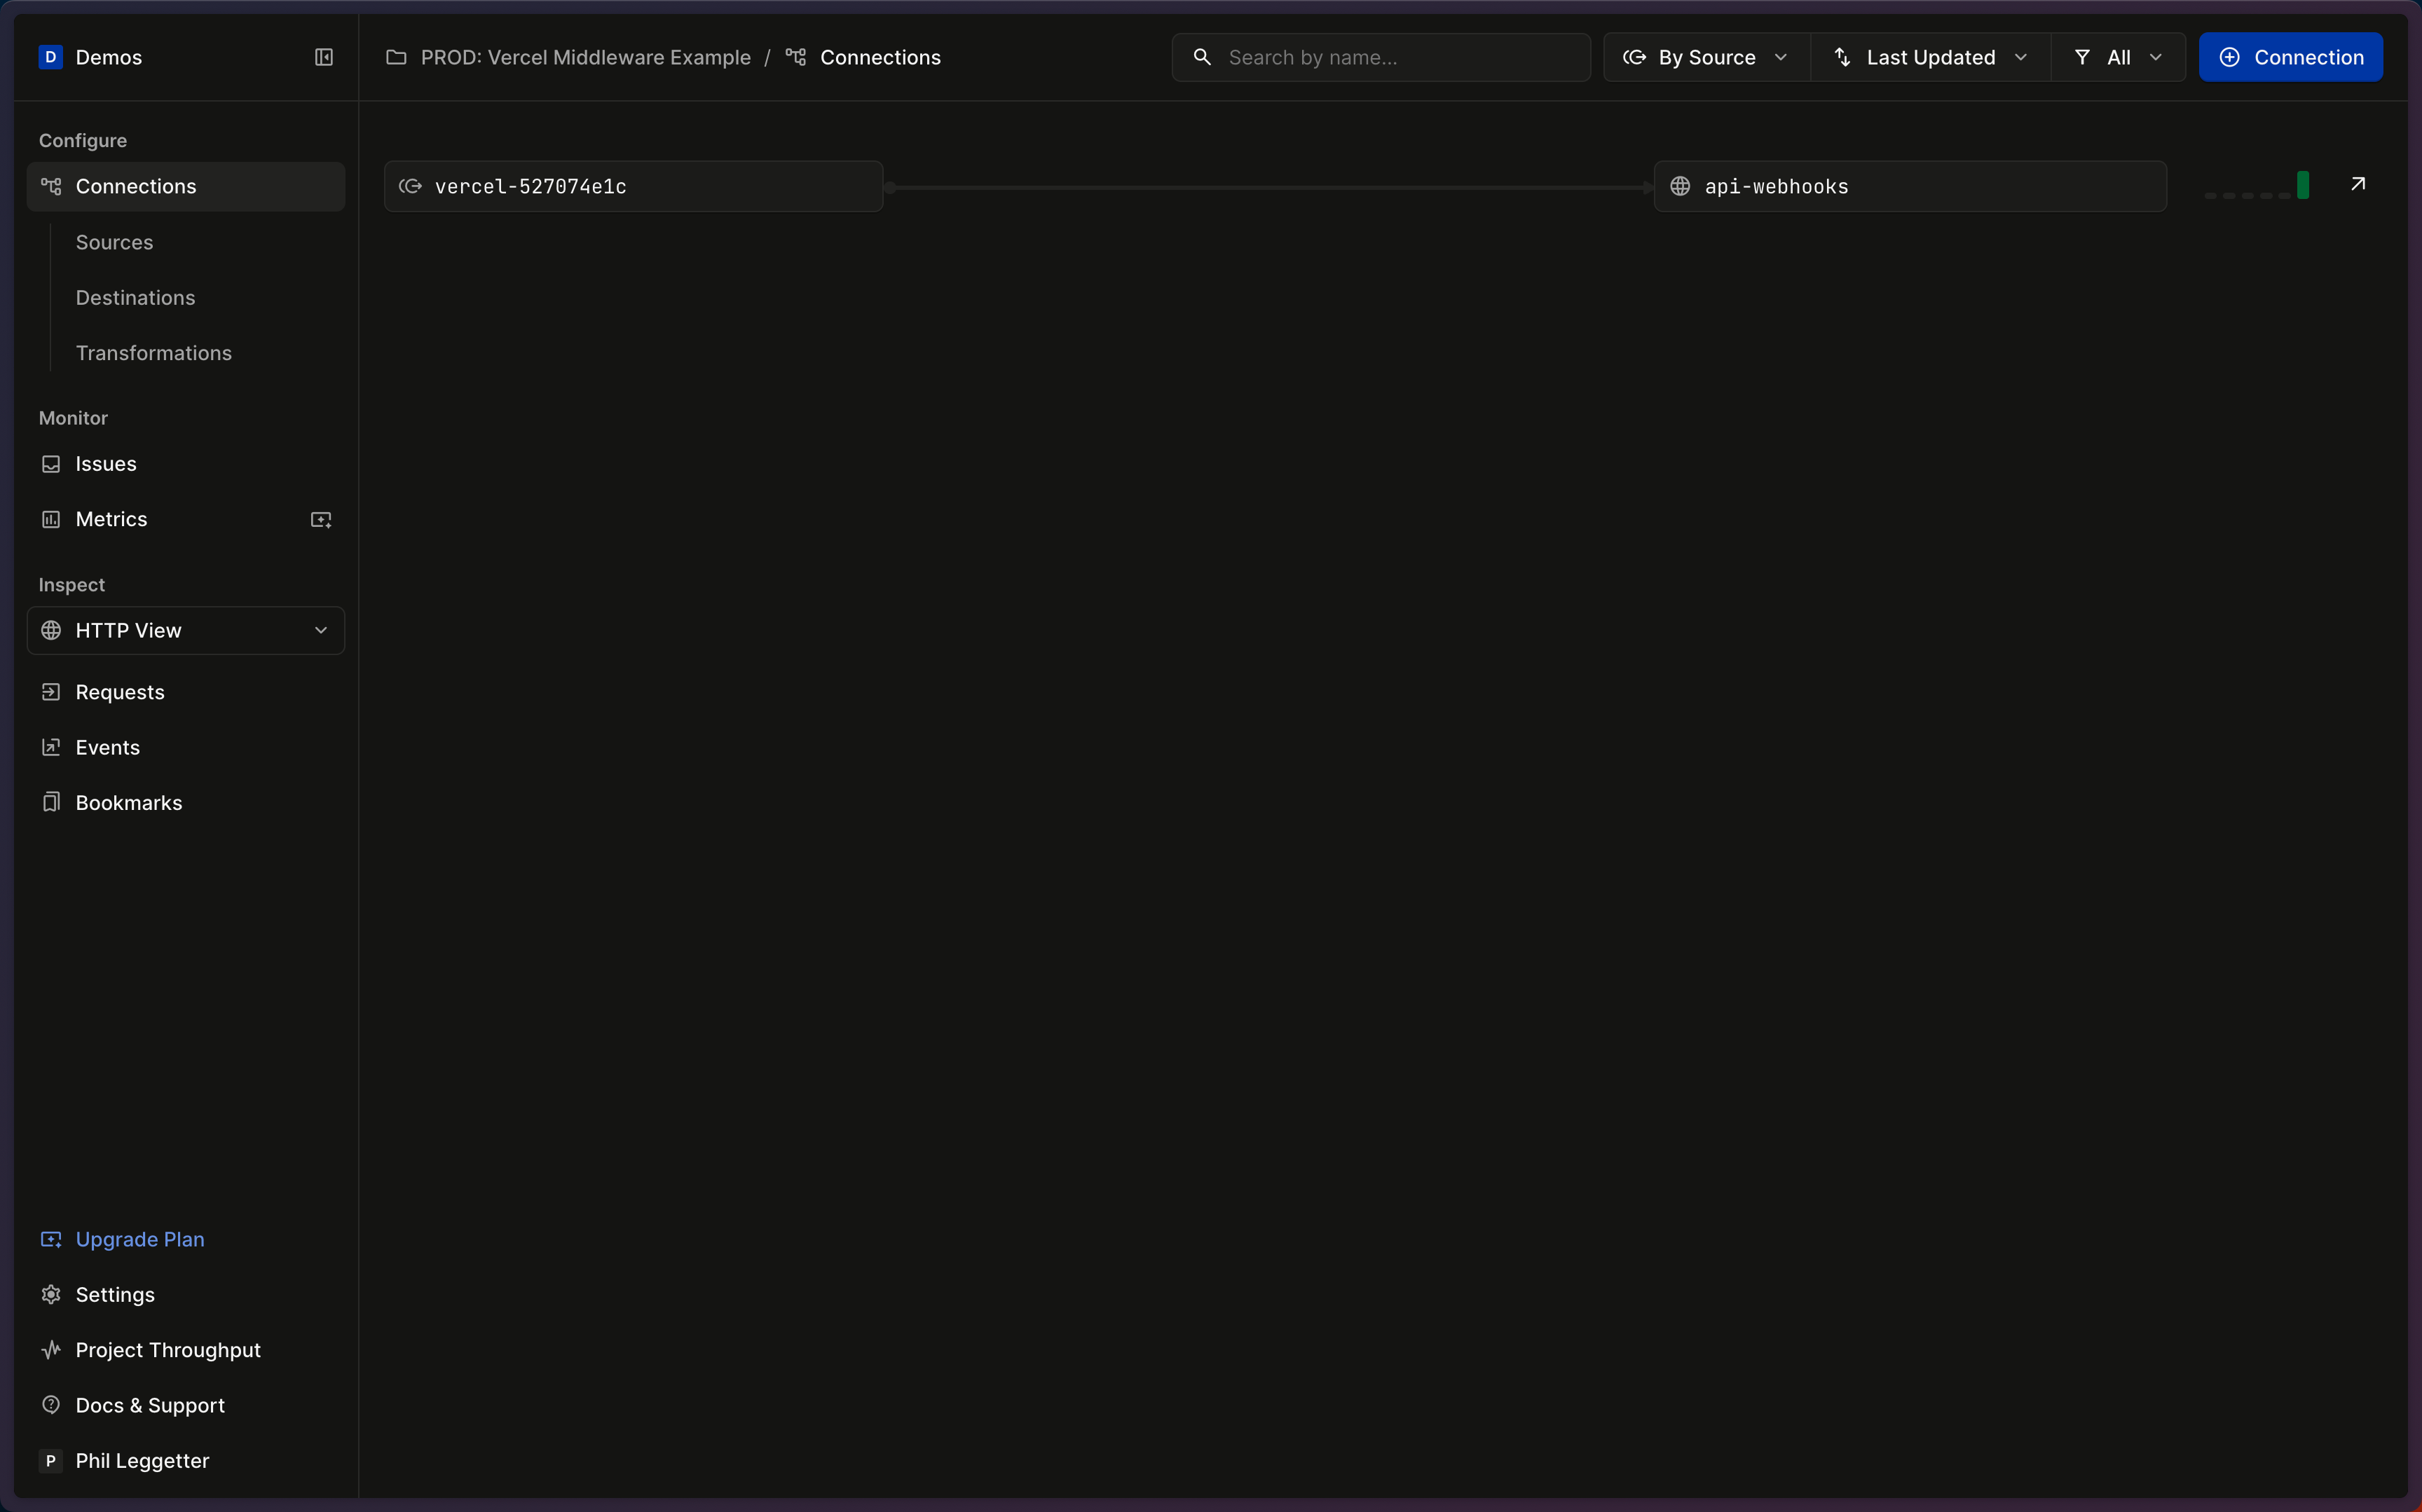 D Demos
PROD: Vercel Middleware Example / Connections
Search by name...
By Source
Last Updated
All
Connection
Configure
Connections
Sources
Destinations
Transformations
vercel-527074e1c
api-webhooks
Monitor
Issues
Metrics
Inspect
HTTP View
Requests
Events
Bookmarks
Upgrade Plan
Settings
Project Throughput
Docs & Support
P Phil Leggetter